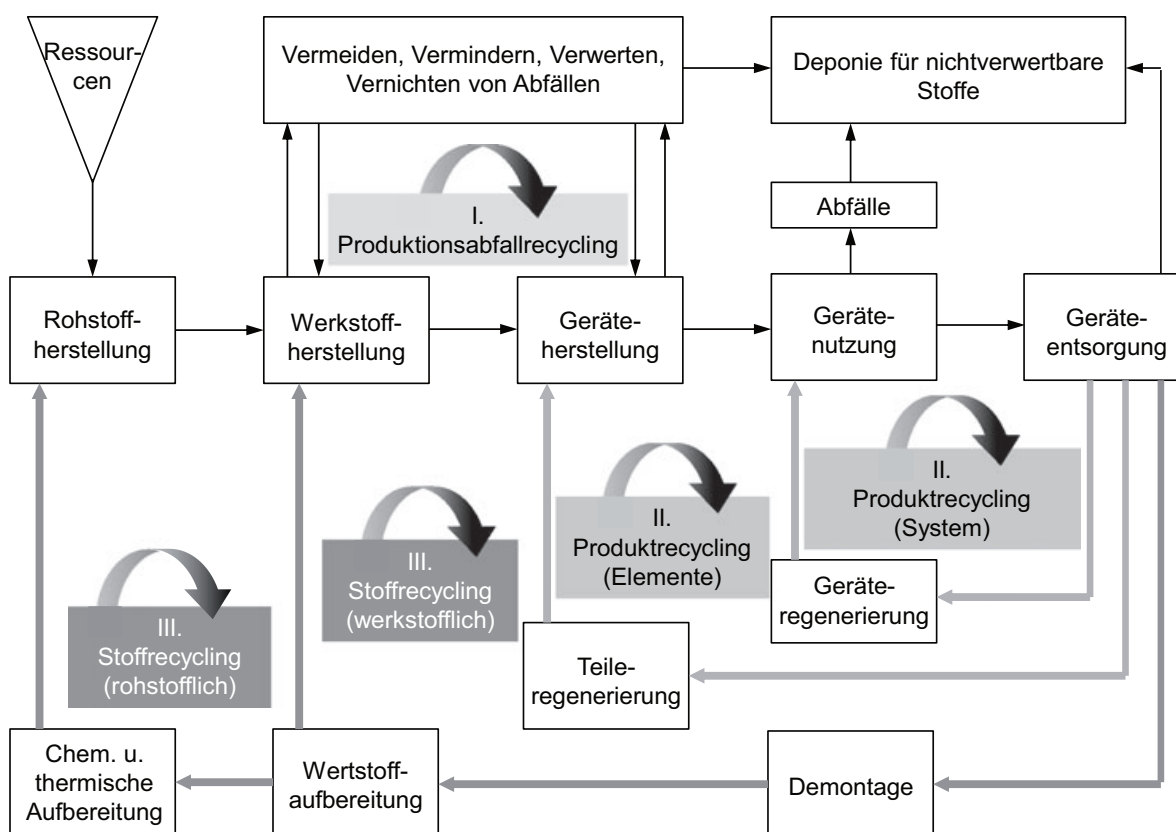 Ressour-
cen
Vermeiden, Vermindern, Verwerten,
Vernichten von Abfällen
Deponie für nichtverwertbare
Stoffe
Abfälle
I.
Produktionsabfallrecycling
Rohstoff-
herstellung
Werkstoff-
herstellung
Geräte-
herstellung
Geräte-
nutzung
Geräte-
entsorgung
II.
Produktrecycling
(System)
II.
Produktrecycling
(Elemente)
III.
Stoffrecycling
(werkstofflich)
III.
Stoffrecycling
(rohstofflich)
Geräte-
regenerierung
Teile-
regenerierung
Chem. u.
thermische
Aufbereitung
Wertstoff-
aufbereitung
Demontage